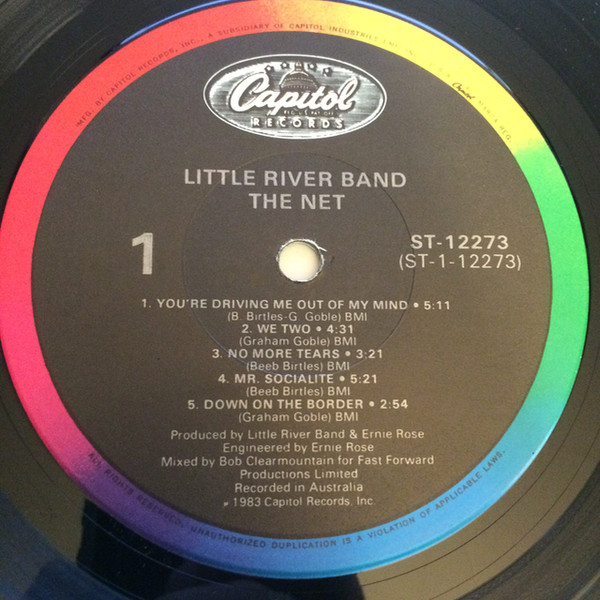 MFG. BY CAPITOL RECORDS, INC., A SUBSIDIARY OF CAPITOL INDUSTRIES-EMI, INC., U.S.A.
Capitol
RECORDS
LITTLE RIVER BAND
THE NET
1
ST-12273
(ST-1-12273)
1. YOU'RE DRIVING ME OUT OF MY MIND • 5:11
(B. Birtles-G. Goble) BMI
2. WE TWO • 4:31
(Graham Goble) BMI
3. NO MORE TEARS • 3:21
(Beeb Birtles) BMI
4. MR. SOCIALITE • 5:21
(Beeb Birtles) BMI
5. DOWN ON THE BORDER • 2:54
(Graham Goble) BMI
Produced by Little River Band & Ernie Rose
Engineered by Ernie Rose
Mixed by Bob Clearmountain for Fast Forward
Productions Limited
Recorded in Australia
℗ 1983 Capitol Records, Inc.
ALL RIGHTS RESERVED. UNAUTHORIZED DUPLICATION IS A VIOLATION OF APPLICABLE LAWS.